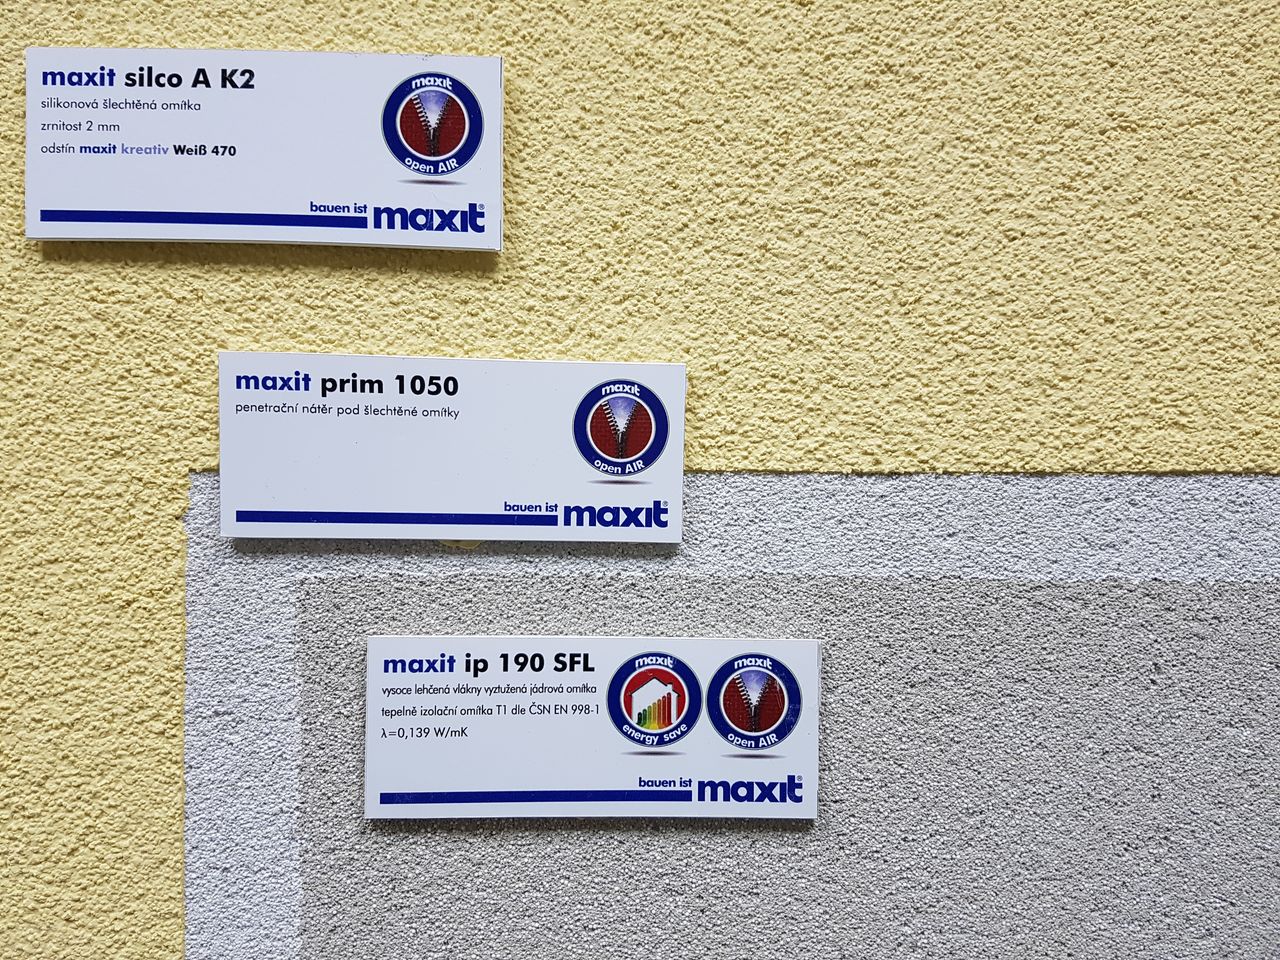 maxit silco A K2
silikonová šlechtěná omítka
zrnitost 2 mm
odstín maxit kreativ Weiß 470
maxit
open AIR
bauen ist maxit®
maxit prim 1050
penetrační nátěr pod šlechtěné omítky
maxit
open AIR
bauen ist maxit®
maxit ip 190 SFL
vysoce lehčená vlákny vyztužená jádrová omítka
tepelně izolační omítka T1 dle ČSN EN 998-1
λ=0,139 W/mK
maxit
energy save
maxit
open AIR
bauen ist maxit®